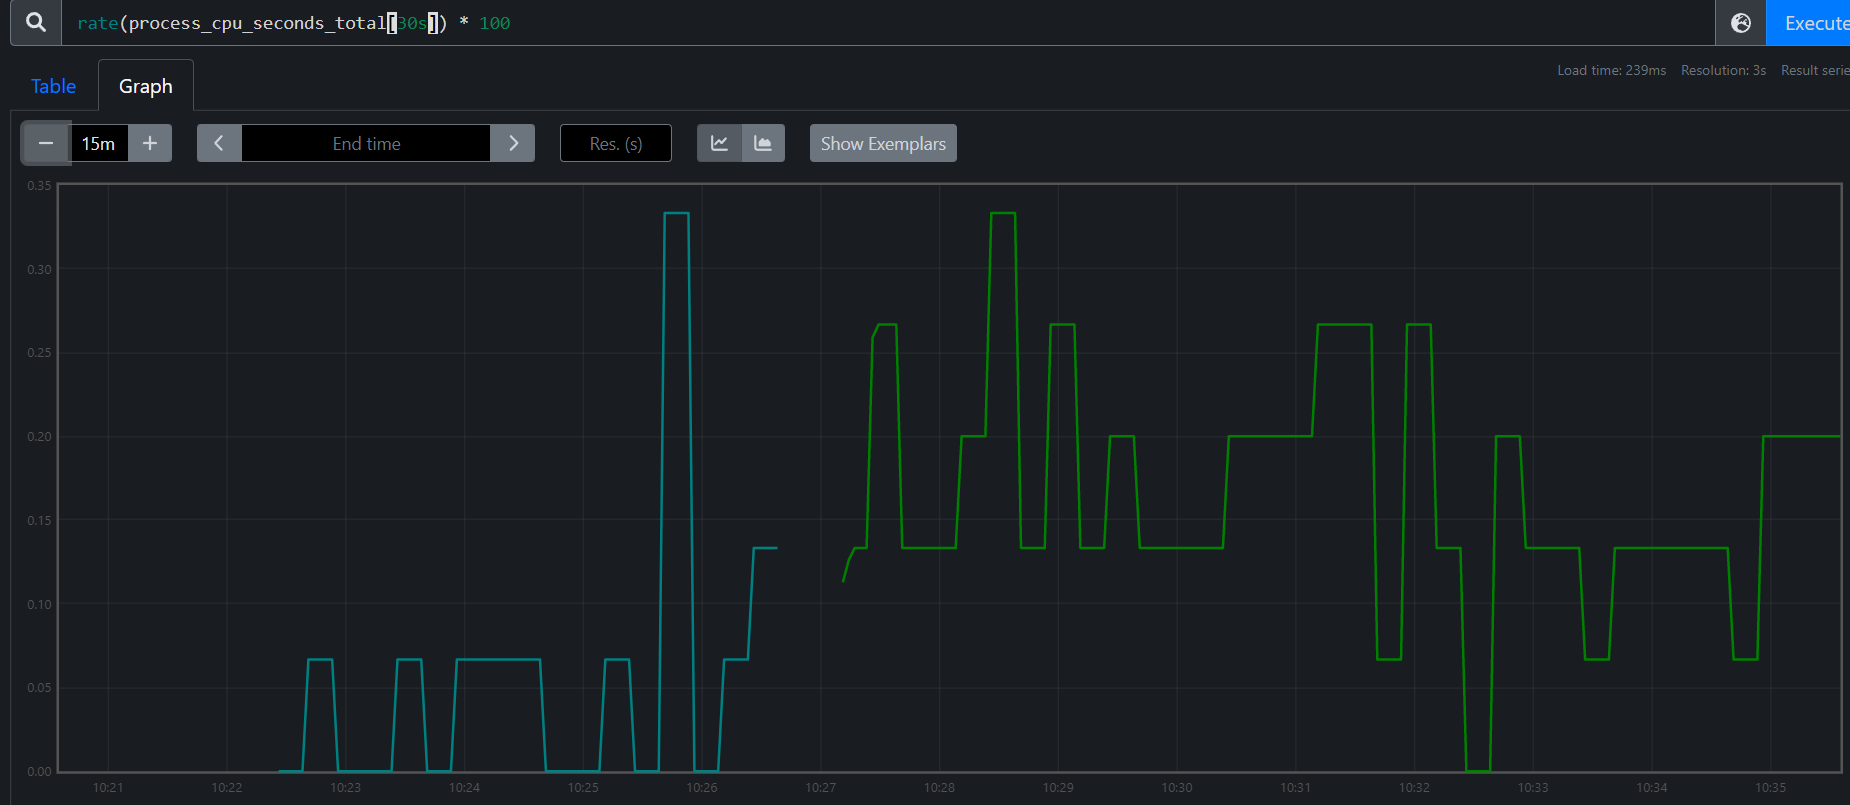 rate(process_cpu_seconds_total[30s]) * 100
Execute
Table
Graph
Load time: 239ms Resolution: 3s Result serie
15m
End time
Res. (s)
Show Exemplars
0.35
0.30
0.25
0.20
0.15
0.10
0.05
0.00
10:21 10:22 10:23 10:24 10:25 10:26 10:27 10:28 10:29 10:30 10:31 10:32 10:33 10:34 10:35